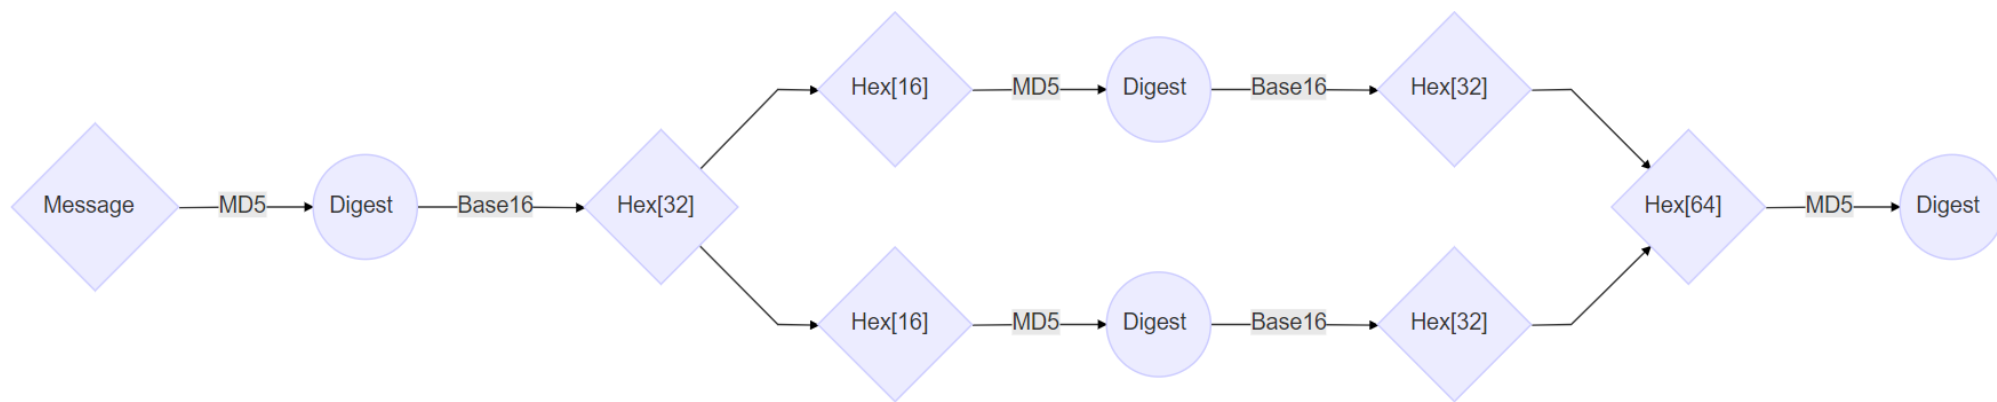 Message
MD5
Digest
Base16
Hex[32]
Hex[16]
MD5
Digest
Base16
Hex[32]
Hex[16]
MD5
Digest
Base16
Hex[32]
Hex[64]
MD5
Digest